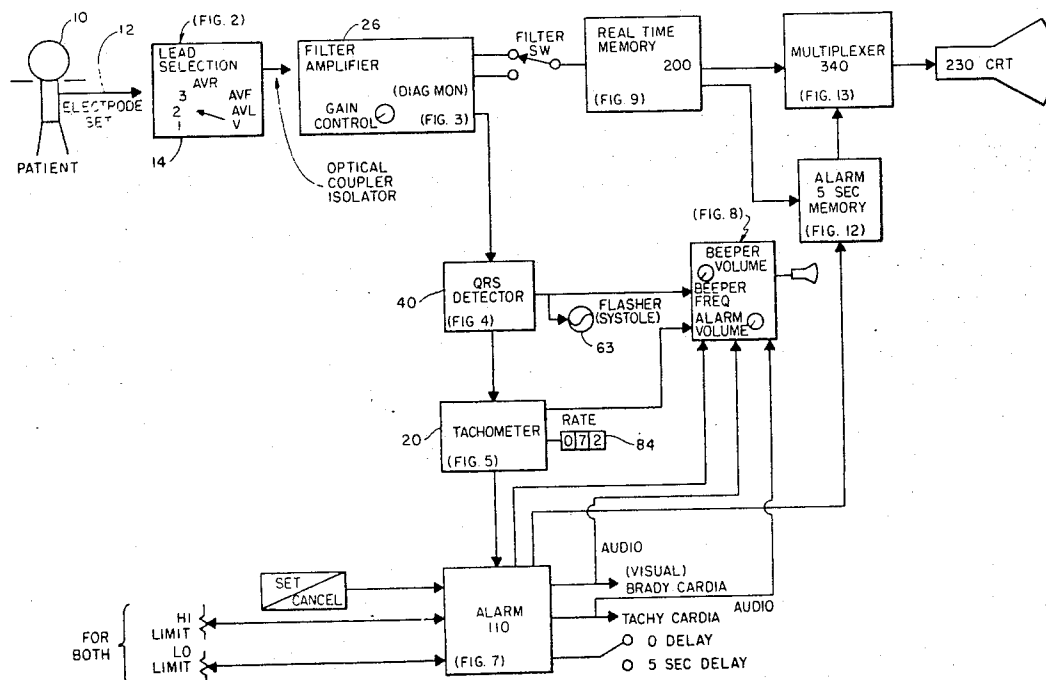 10
12
(FIG. 2)
LEAD
SELECTION
AVR
3
2
1
AVF
AVL
V
14
ELECTRODE
SET
PATIENT
26
FILTER
AMPLIFIER
(DIAG MON)
GAIN
CONTROL
(FIG. 3)
OPTICAL
COUPLER
ISOLATOR
FILTER
SW
REAL TIME
MEMORY
200
(FIG. 9)
MULTIPLEXER
340
(FIG. 13)
230 CRT
ALARM
5 SEC
MEMORY
(FIG. 12)
(FIG. 8)
BEEPER
VOLUME
BEEPER
FREQ
ALARM
VOLUME
40
QRS
DETECTOR
(FIG 4)
FLASHER
(SYSTOLE)
63
20
TACHOMETER
(FIG. 5)
RATE
072
84
AUDIO
(VISUAL)
BRADY CARDIA
AUDIO
TACHY CARDIA
0 DELAY
5 SEC DELAY
SET
CANCEL
ALARM
110
(FIG. 7)
FOR
BOTH
HI
LIMIT
LO
LIMIT